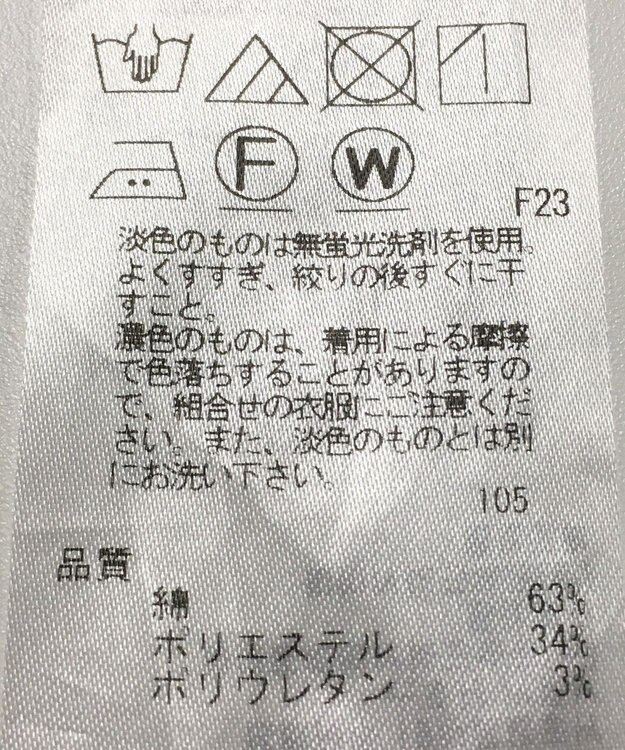 F
W
F23
淡色のものは無蛍光洗剤を使用。
よくすすぎ、絞りの後すぐに干
すこと。
濃色のものは、着用による摩擦
で色落ちすることがありますの
で、組合せの衣服にご注意くだ
さい。また、淡色のものとは別
にお洗い下さい。
105
品質
綿 63%
ポリエステル 34%
ポリウレタン 3%